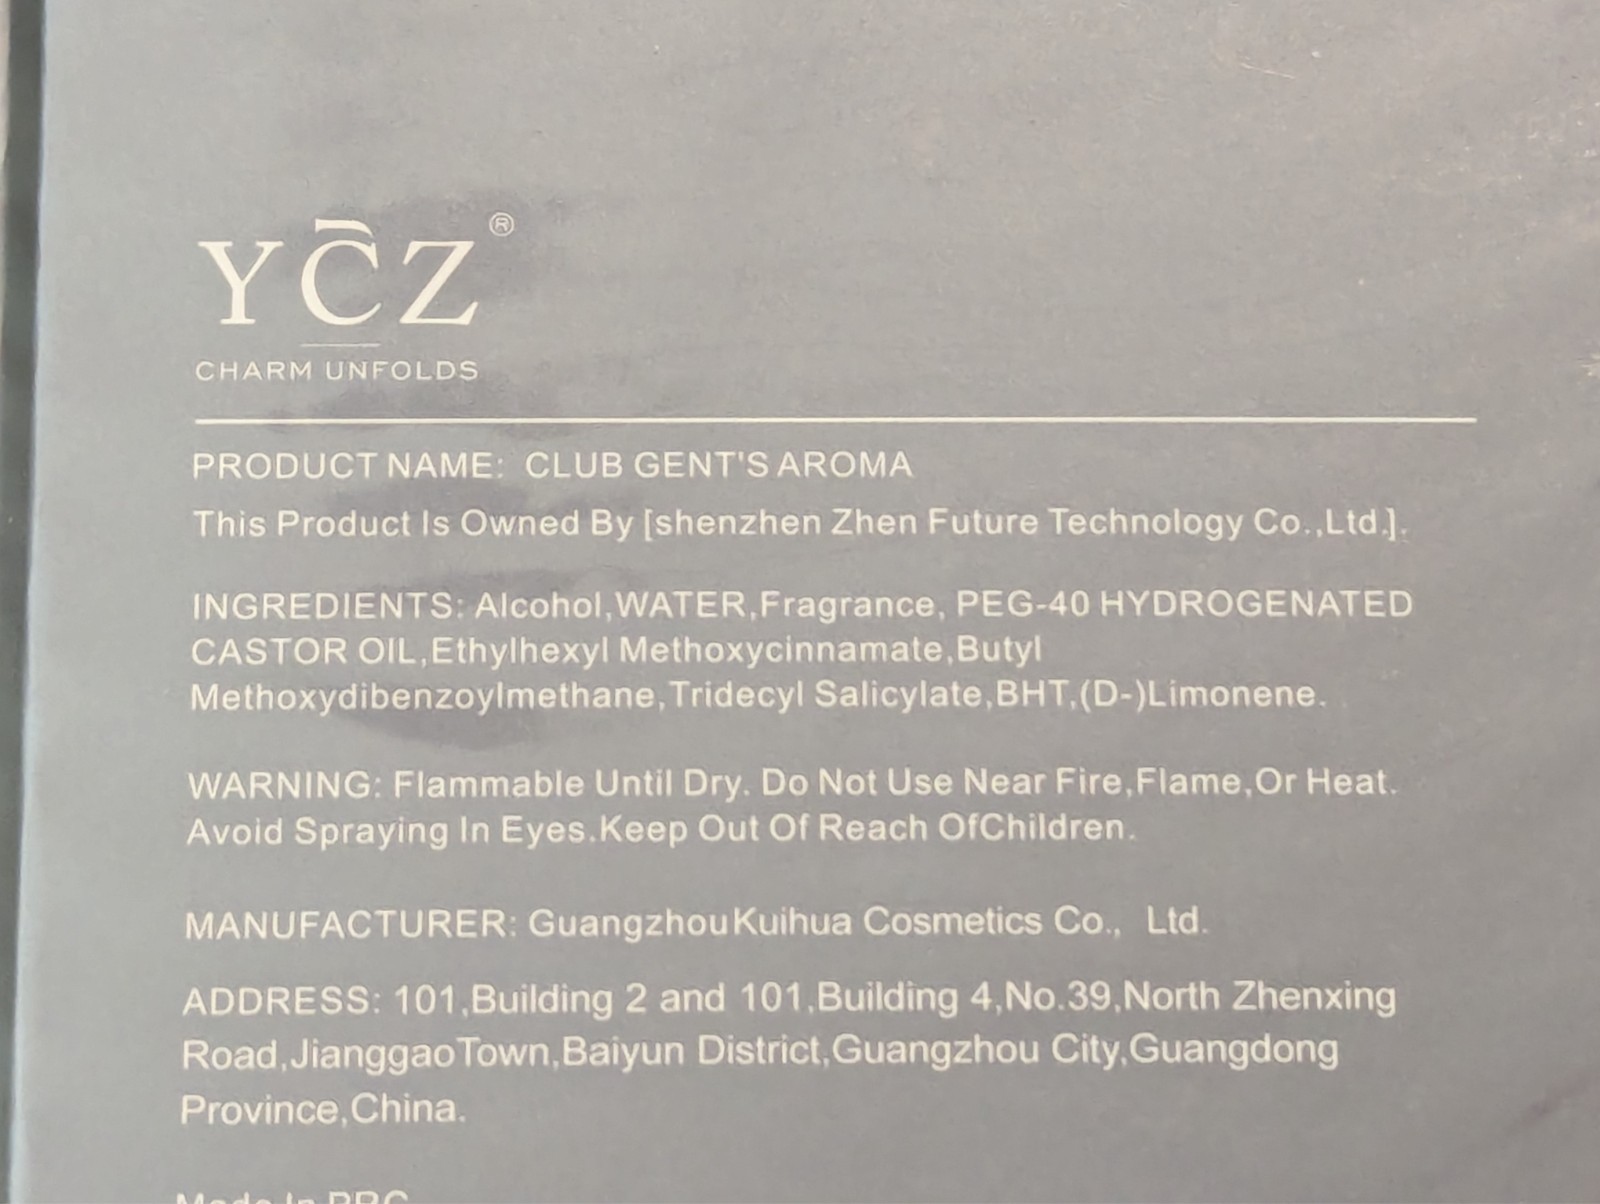 YC̄Z®
CHARM UNFOLDS
PRODUCT NAME: CLUB GENT'S AROMA
This Product Is Owned By [shenzhen Zhen Future Technology Co.,Ltd.].
INGREDIENTS: Alcohol,WATER,Fragrance, PEG-40 HYDROGENATED
CASTOR OIL,Ethylhexyl Methoxycinnamate,Butyl
Methoxydibenzoylmethane,Tridecyl Salicylate,BHT,(D-)Limonene.
WARNING: Flammable Until Dry. Do Not Use Near Fire,Flame,Or Heat.
Avoid Spraying In Eyes.Keep Out Of Reach OfChildren.
MANUFACTURER: GuangzhouKuihua Cosmetics Co., Ltd.
ADDRESS: 101,Building 2 and 101,Building 4,No.39,North Zhenxing
Road,JianggaoTown,Baiyun District,Guangzhou City,Guangdong
Province,China.
Made In PRC